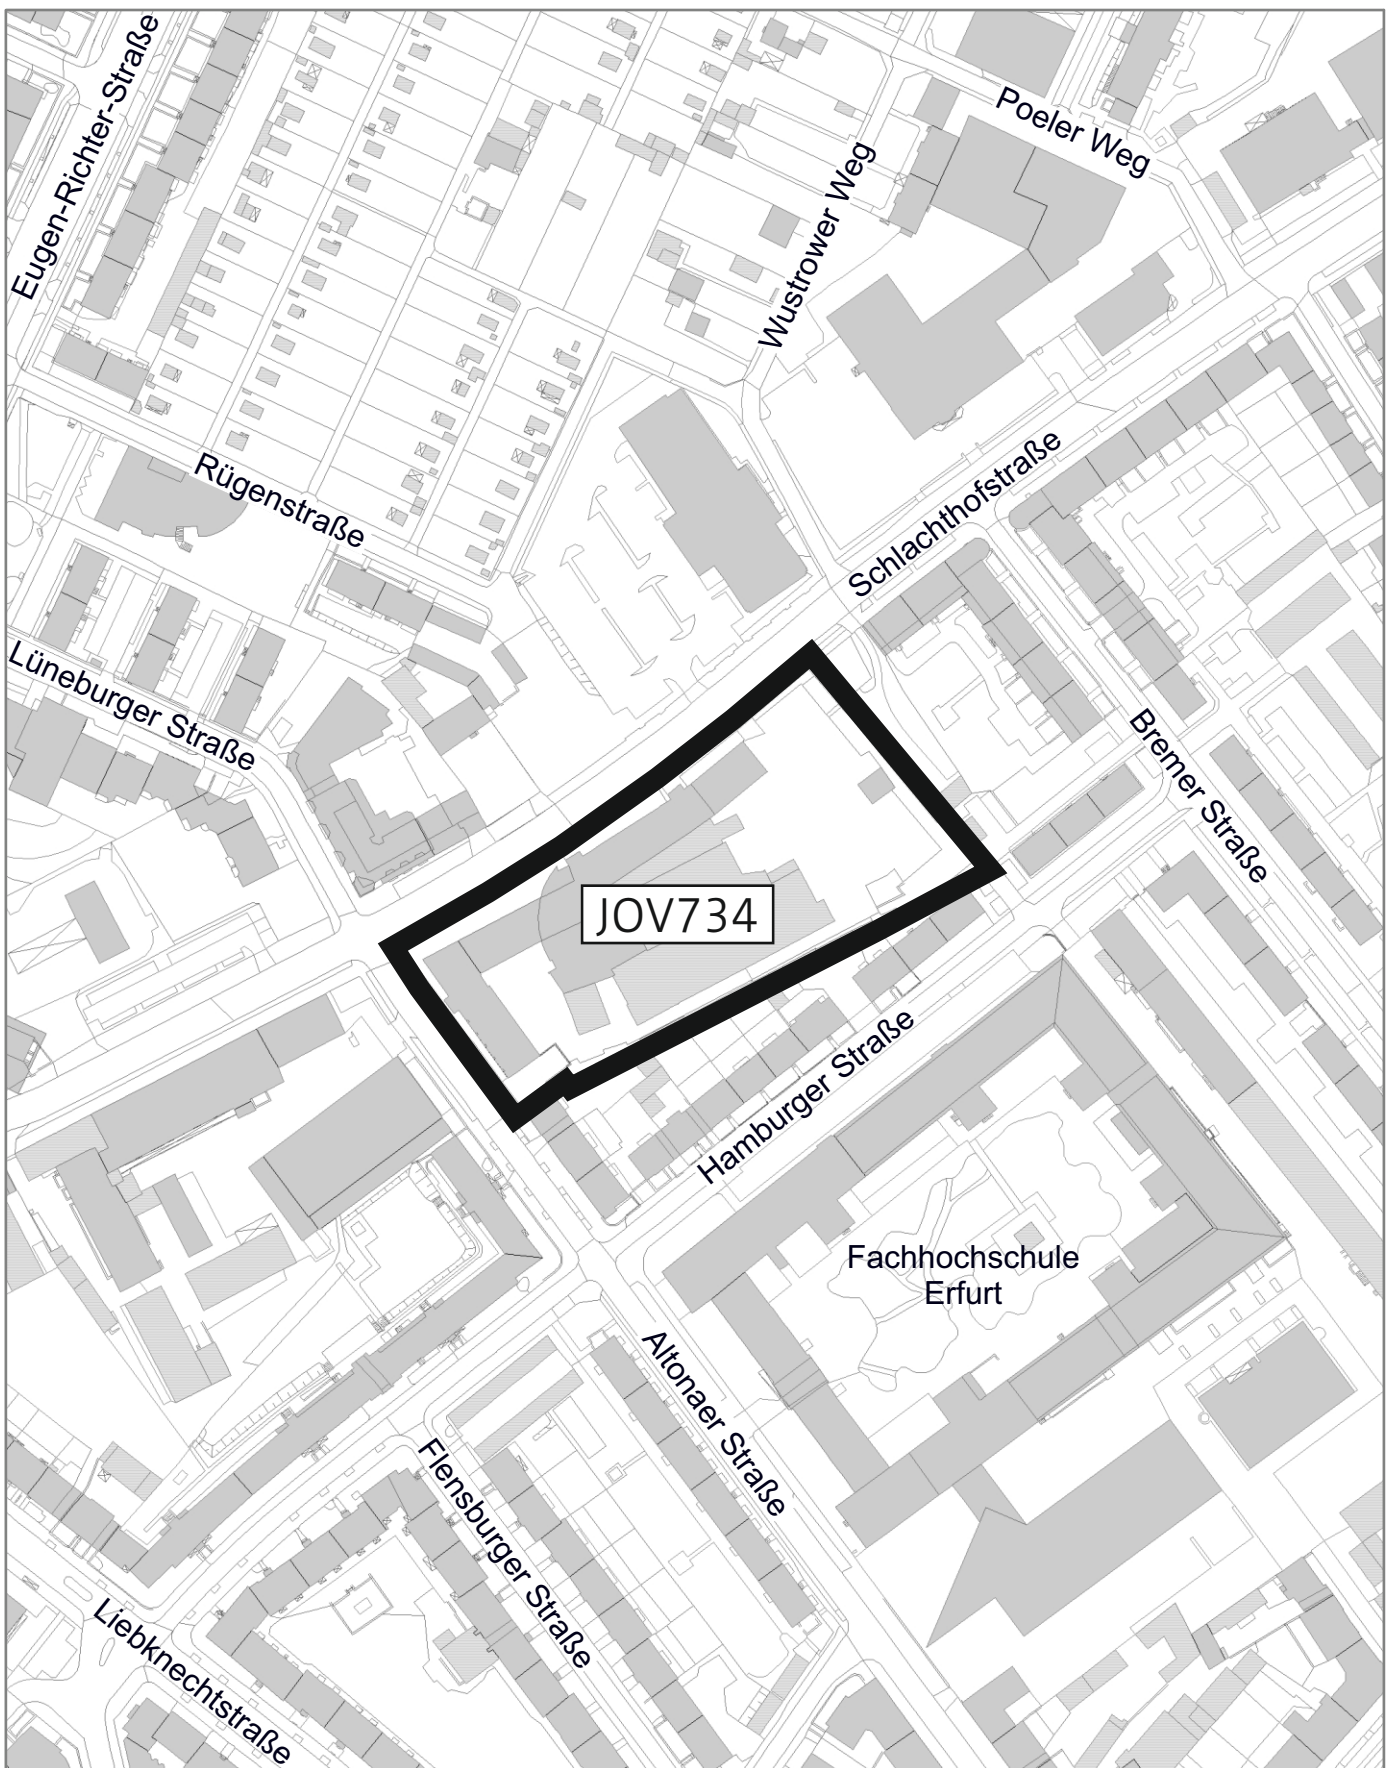 Eugen-Richter-Straße
Poeler Weg
Wustrower Weg
Rügenstraße
Schlachthofstraße
Lüneburger Straße
Bremer Straße
JOV734
Hamburger Straße
Fachhochschule
Erfurt
Altonaer Straße
Flensburger Straße
Liebknechtstraße